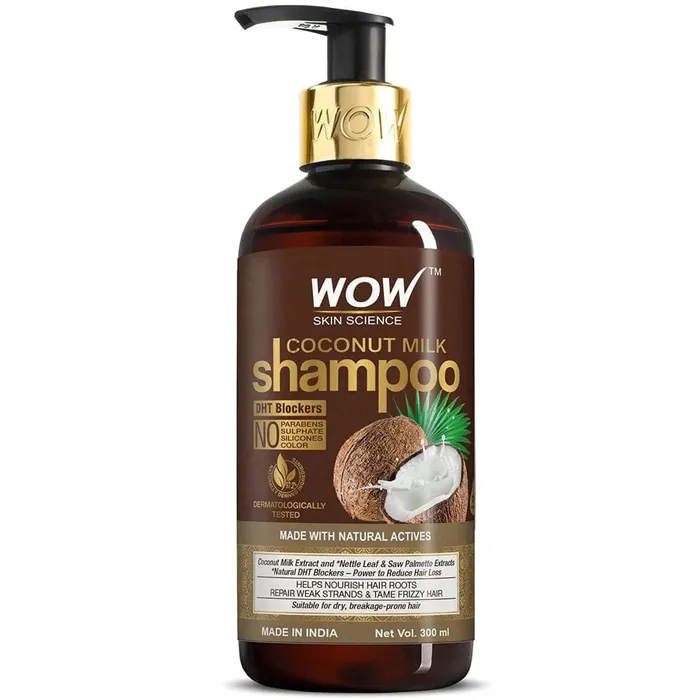 WOW
WOW™
SKIN SCIENCE
COCONUT MILK
shampoo
DHT Blockers
NO PARABENS
SULPHATE
SILICONES
COLOR
DERMATOLOGICALLY
TESTED
MADE WITH NATURAL ACTIVES
Coconut Milk Extract and *Nettle Leaf & Saw Palmetto Extracts
*Natural DHT Blockers – Power to Reduce Hair Loss
HELPS NOURISH HAIR ROOTS
REPAIR WEAK STRANDS & TAME FRIZZY HAIR
Suitable for dry, breakage-prone hair
MADE IN INDIA
Net Vol. 300 ml